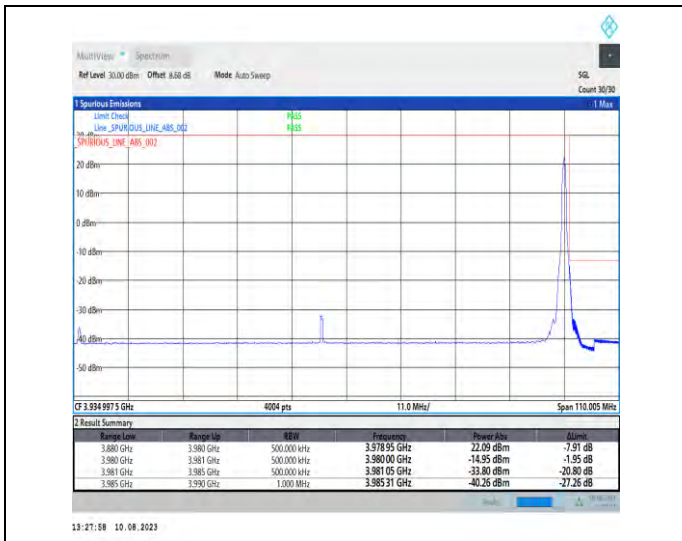 MultiView Spectrum
Ref Level 30.00 dBm Offset 8.68 dB Mode Auto Sweep SGL
Count 30/30
1 Spurious Emissions 1 Max
Limit Check PASS
Line _SPURIOUS_LINE_ABS_002 PASS
_SPURIOUS_LINE_ABS_002
20 dBm
10 dBm
0 dBm
-10 dBm
-20 dBm
-30 dBm
-40 dBm
-50 dBm
CF 3.934 997 5 GHz 4004 pts 11.0 MHz/ Span 110.005 MHz
2 Result Summary
Range Low Range Up RBW Frequency Power Abs ΔLimit
3.880 GHz 3.980 GHz 500.000 kHz 3.978 95 GHz 22.09 dBm -7.91 dB
3.980 GHz 3.981 GHz 500.000 kHz 3.980 00 GHz -14.95 dBm -1.95 dB
3.981 GHz 3.985 GHz 500.000 kHz 3.981 05 GHz -33.80 dBm -20.80 dB
3.985 GHz 3.990 GHz 1.000 MHz 3.985 31 GHz -40.26 dBm -27.26 dB
13:27:58 10.08.2023